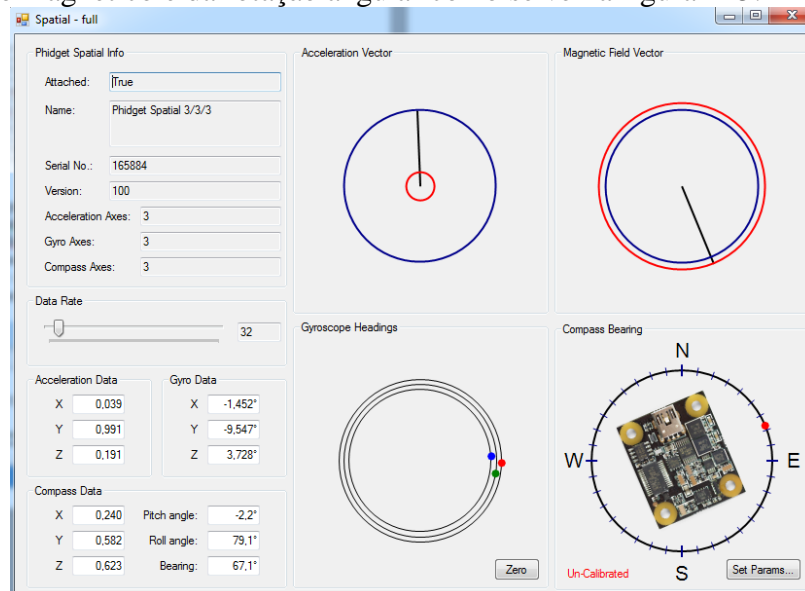 Spatial - full
Phidget Spatial Info
Attached: True
Name: Phidget Spatial 3/3/3
Serial No.: 165884
Version: 100
Acceleration Axes: 3
Gyro Axes: 3
Compass Axes: 3
Data Rate
32
Acceleration Data
X 0,039
Y 0,991
Z 0,191
Gyro Data
X -1,452°
Y -9,547°
Z 3,728°
Compass Data
X 0,240 Pitch angle: -2,2°
Y 0,582 Roll angle: 79,1°
Z 0,623 Bearing: 67,1°
Acceleration Vector
Magnetic Field Vector
Gyroscope Headings
Zero
Compass Bearing
N
W E
S
Un-Calibrated
Set Params...